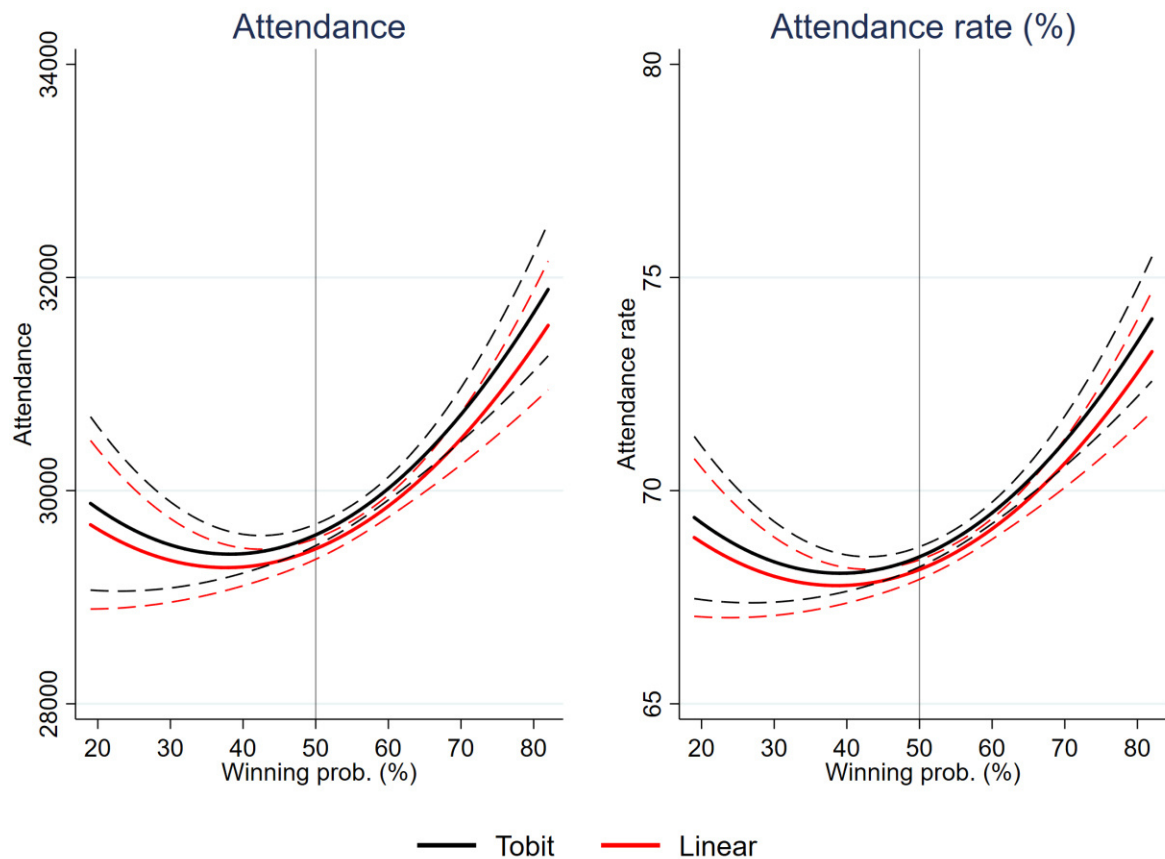 Attendance
34000
32000
30000
28000
Attendance
20 30 40 50 60 70 80
Winning prob. (%)
Attendance rate (%)
80
75
70
65
Attendance rate
20 30 40 50 60 70 80
Winning prob. (%)
Tobit Linear